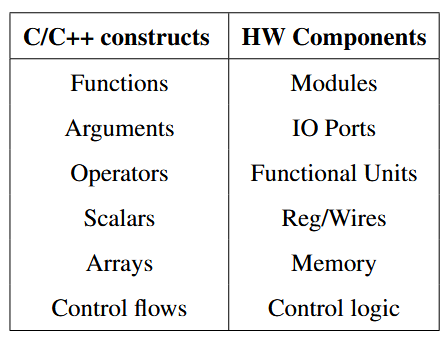 C/C++ constructs HW Components
Functions Modules
Arguments IO Ports
Operators Functional Units
Scalars Reg/Wires
Arrays Memory
Control flows Control logic